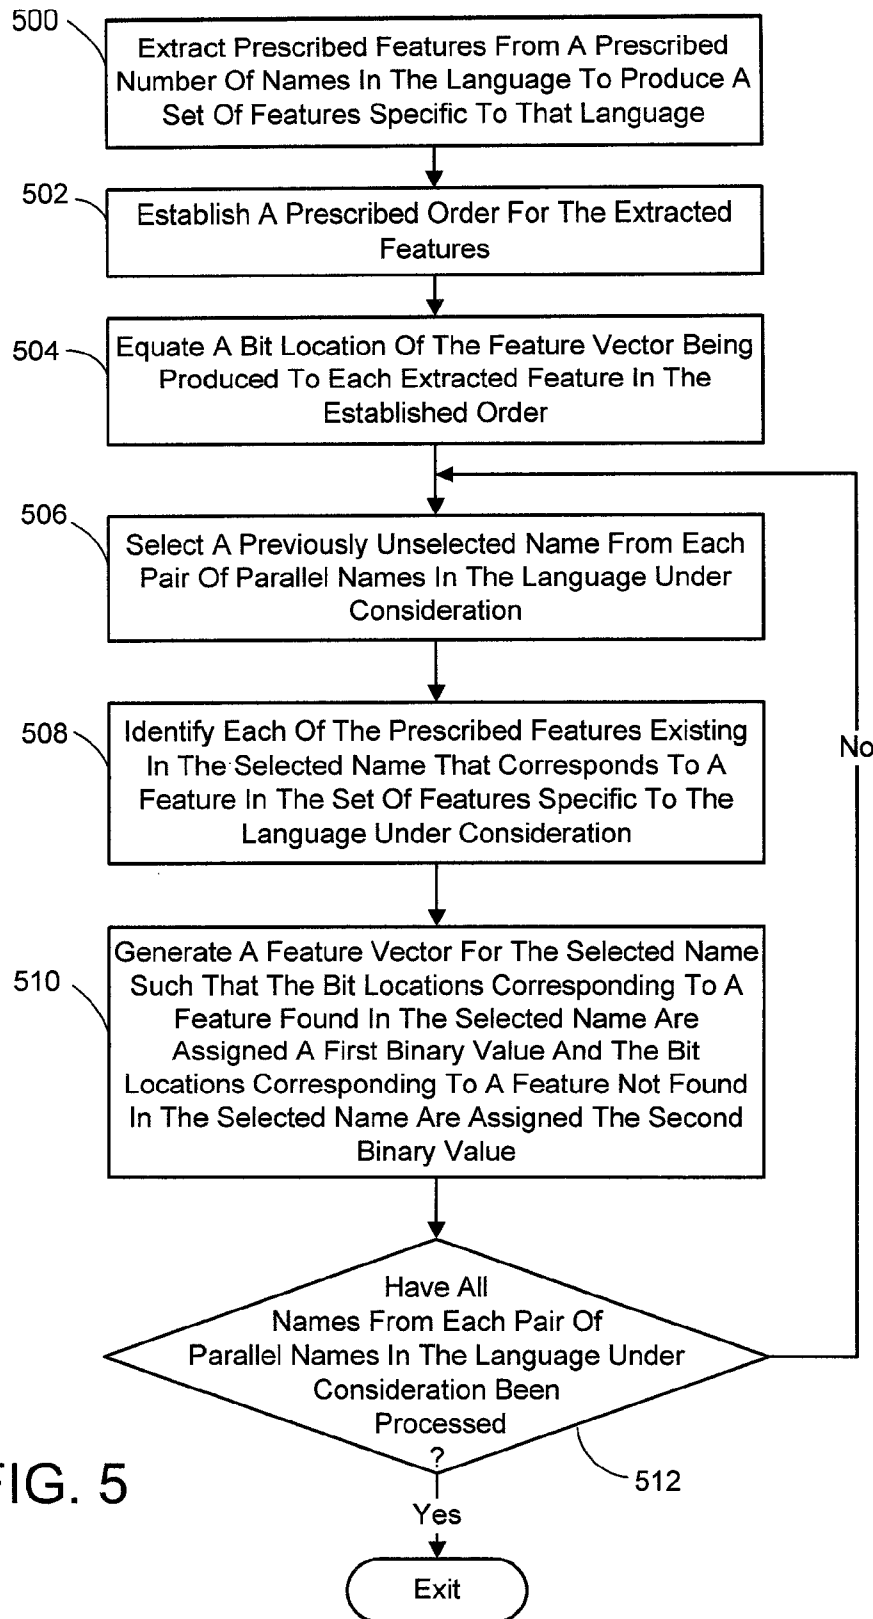 500
Extract Prescribed Features From A Prescribed
Number Of Names In The Language To Produce A
Set Of Features Specific To That Language
502
Establish A Prescribed Order For The Extracted
Features
504
Equate A Bit Location Of The Feature Vector Being
Produced To Each Extracted Feature In The
Established Order
506
Select A Previously Unselected Name From Each
Pair Of Parallel Names In The Language Under
Consideration
508
Identify Each Of The Prescribed Features Existing
In The Selected Name That Corresponds To A
Feature In The Set Of Features Specific To The
Language Under Consideration
No
510
Generate A Feature Vector For The Selected Name
Such That The Bit Locations Corresponding To A
Feature Found In The Selected Name Are
Assigned A First Binary Value And The Bit
Locations Corresponding To A Feature Not Found
In The Selected Name Are Assigned The Second
Binary Value
Have All
Names From Each Pair Of
Parallel Names In The Language Under
Consideration Been
Processed
?
512
FIG. 5
Yes
Exit